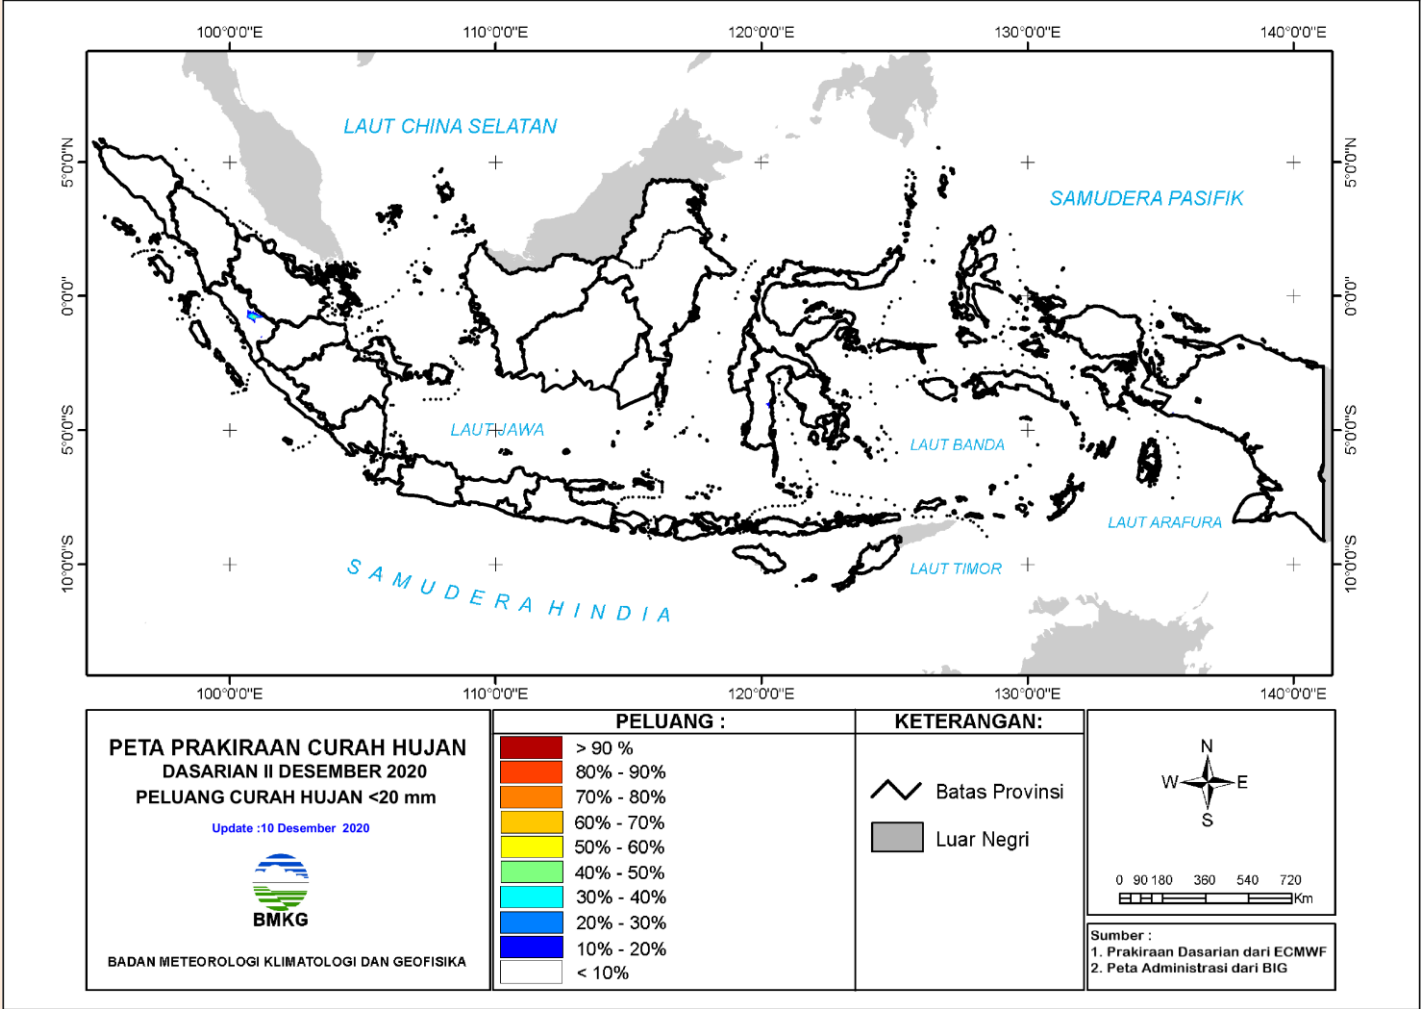 100°0'0"E 110°0'0"E 120°0'0"E 130°0'0"E 140°0'0"E
LAUT CHINA SELATAN
5°0'0"N 5°0'0"N
SAMUDERA PASIFIK
0°0'0" 0°0'0"
5°0'0"S 5°0'0"S
LAUT JAWA
LAUT BANDA
LAUT ARAFURA
10°0'0"S 10°0'0"S
LAUT TIMOR
SAMUDERA HINDIA
100°0'0"E 110°0'0"E 120°0'0"E 130°0'0"E 140°0'0"E
PETA PRAKIRAAN CURAH HUJAN
DASARIAN II DESEMBER 2020
PELUANG CURAH HUJAN <20 mm
Update :10 Desember 2020
BMKG
BADAN METEOROLOGI KLIMATOLOGI DAN GEOFISIKA
PELUANG :
> 90 %
80% - 90%
70% - 80%
60% - 70%
50% - 60%
40% - 50%
30% - 40%
20% - 30%
10% - 20%
< 10%
KETERANGAN:
Batas Provinsi
Luar Negri
N
W E
S
0 90 180 360 540 720
Km
Sumber :
1. Prakiraan Dasarian dari ECMWF
2. Peta Administrasi dari BIG